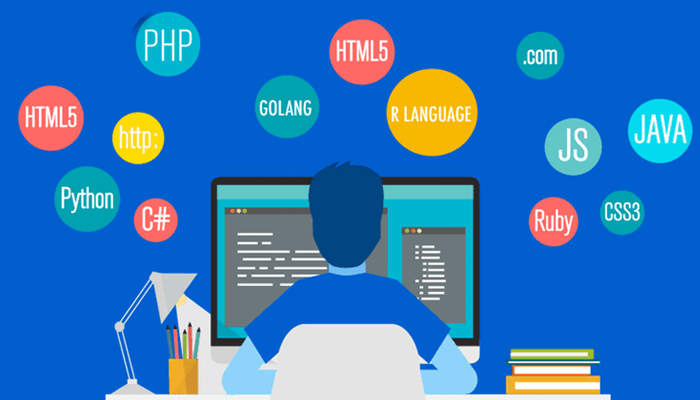 PHP
HTML5
.com
HTML5
http:
GOLANG
R LANGUAGE
JS
JAVA
Python
C#
Ruby
CSS3